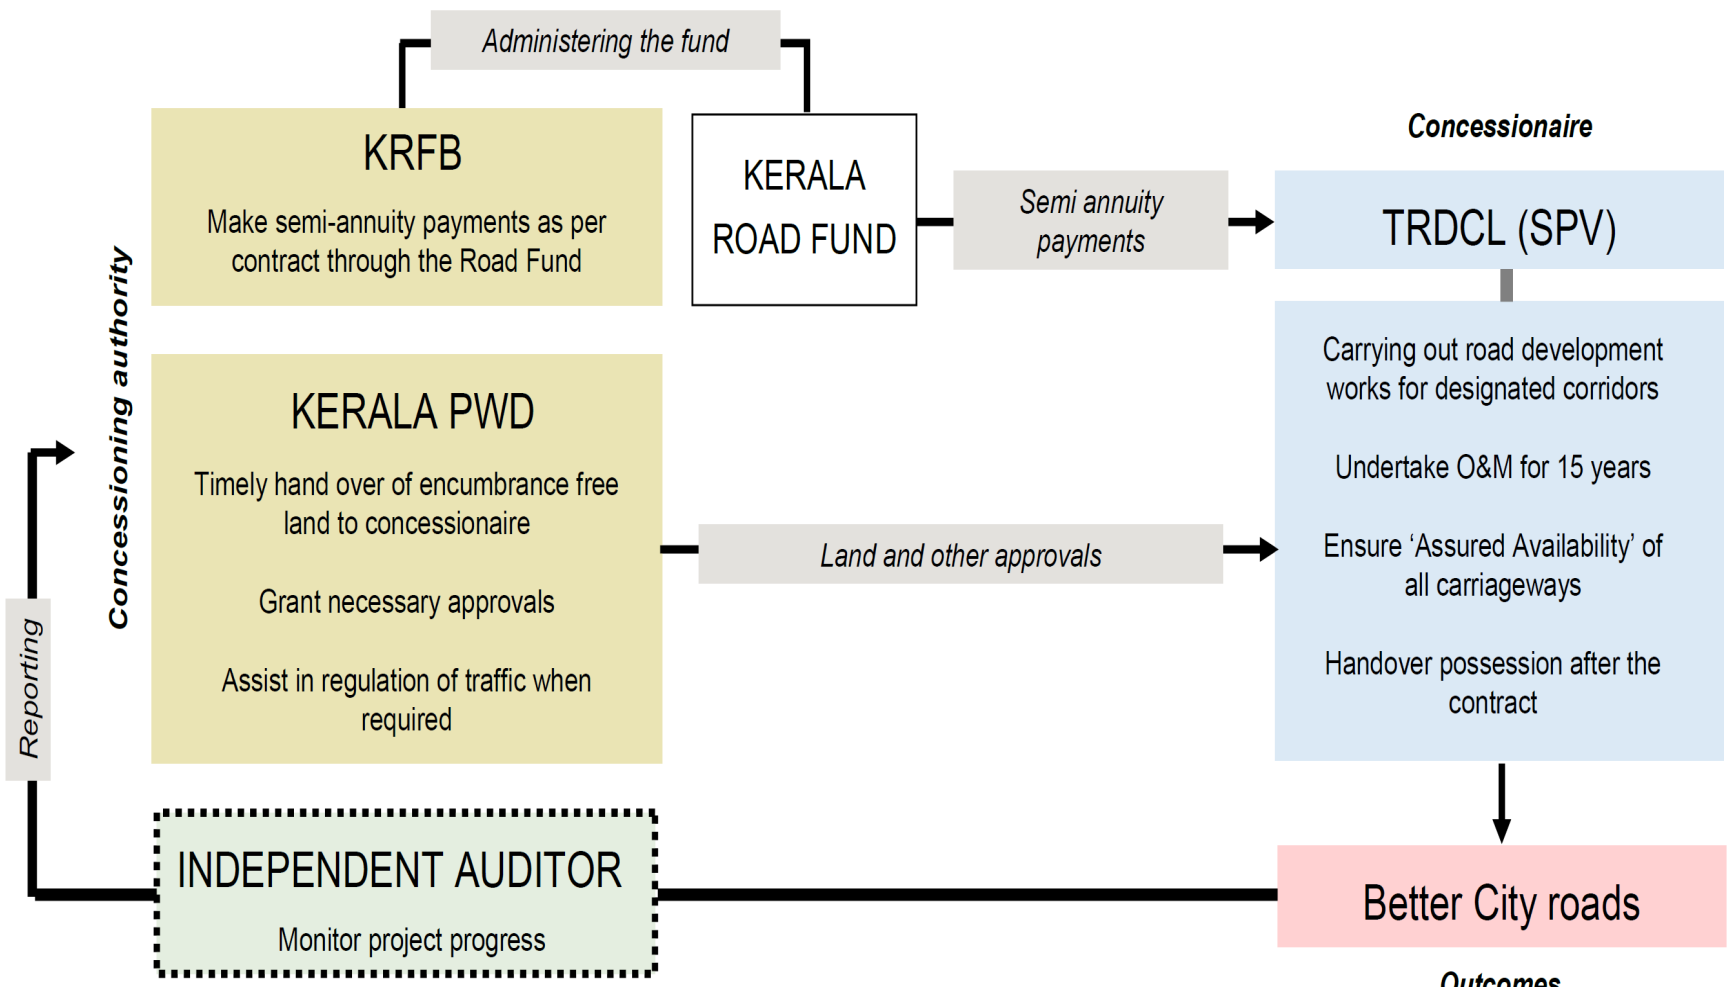 Administering the fund
KRFB
Make semi-annuity payments as per
contract through the Road Fund
KERALA
ROAD FUND
Semi annuity
payments
Concessionaire
TRDCL (SPV)
Concessioning authority
KERALA PWD
Timely hand over of encumbrance free
land to concessionaire
Grant necessary approvals
Assist in regulation of traffic when
required
Land and other approvals
Carrying out road development
works for designated corridors
Undertake O&M for 15 years
Ensure ‘Assured Availability’ of
all carriageways
Handover possession after the
contract
Reporting
INDEPENDENT AUDITOR
Monitor project progress
Better City roads
Outcomes